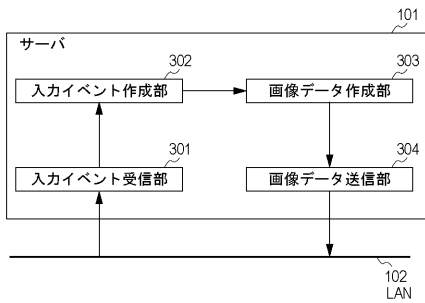 101
サーバ
302
303
入力イベント作成部
画像データ作成部
301
304
入力イベント受信部
画像データ送信部
102
LAN